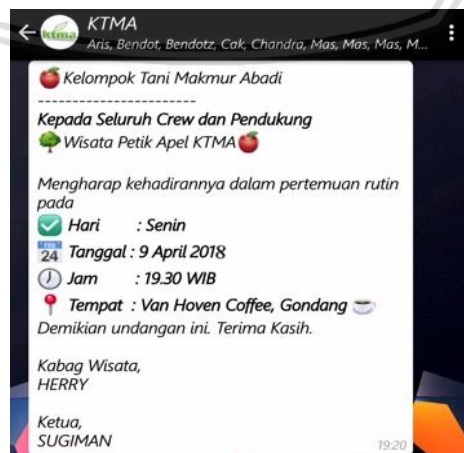 KTMA
ktma
Aris, Bendot, Bendotz, Cak, Chandra, Mas, Mas, Mas, M...
Kelompok Tani Makmur Abadi
-----------------------
Kepada Seluruh Crew dan Pendukung
Wisata Petik Apel KTMA
Mengharap kehadirannya dalam pertemuan rutin
pada
Hari : Senin
24 Tanggal : 9 April 2018
Jam : 19.30 WIB
Tempat : Van Hoven Coffee, Gondang
Demikian undangan ini. Terima Kasih.
Kabag Wisata,
HERRY
Ketua,
SUGIMAN
19:20